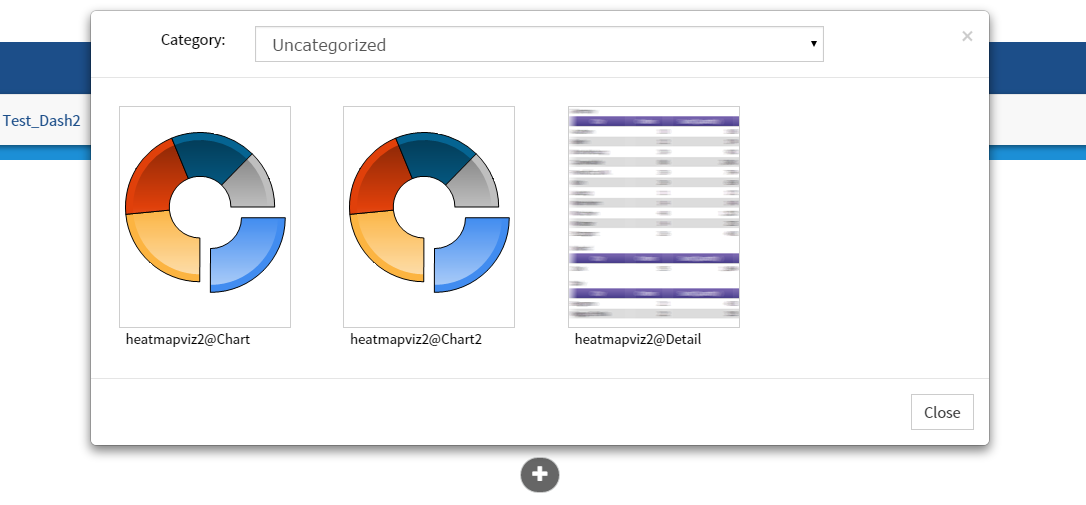 Category:
Uncategorized
×
Test_Dash2
heatmapviz2@Chart
heatmapviz2@Chart2
heatmapviz2@Detail
Close